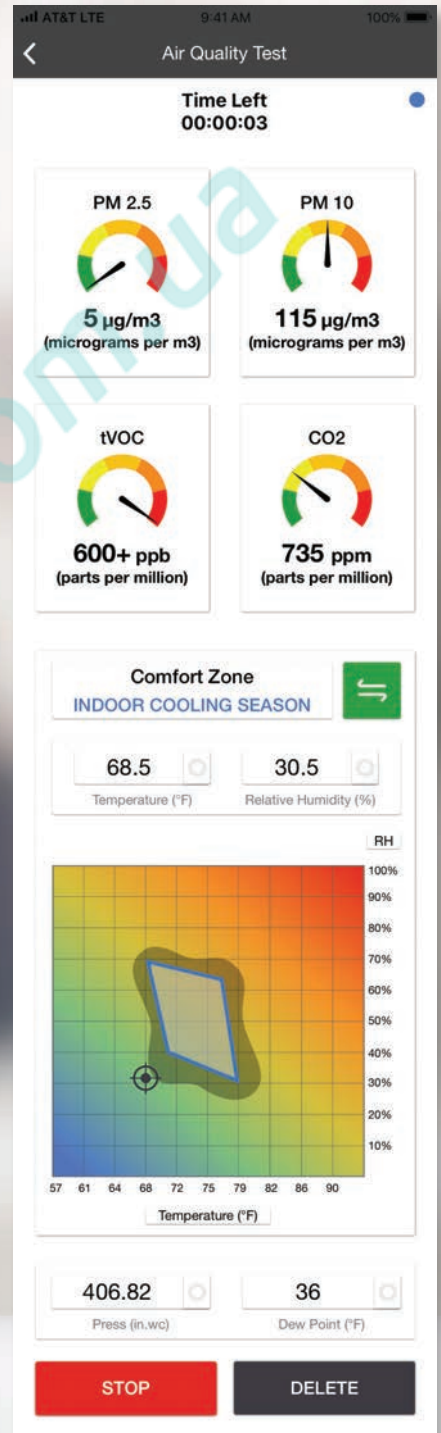 AT&T LTE 9:41 AM 100%
Air Quality Test
Time Left
00:00:03
PM 2.5
5 µg/m3
(micrograms per m3)
PM 10
115 µg/m3
(micrograms per m3)
tVOC
600+ ppb
(parts per million)
CO2
735 ppm
(parts per million)
Comfort Zone
INDOOR COOLING SEASON
68.5
Temperature (°F)
30.5
Relative Humidity (%)
RH
100%
90%
80%
70%
60%
50%
40%
30%
20%
10%
57 61 64 68 72 75 79 82 86 90
Temperature (°F)
406.82
Press (in.wc)
36
Dew Point (°F)
STOP
DELETE
om.ua